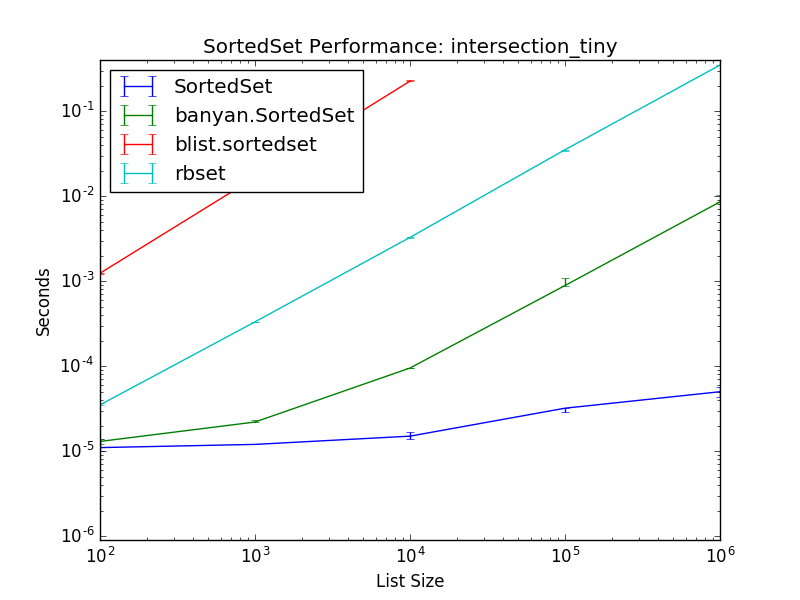 SortedSet Performance: intersection_tiny
SortedSet
banyan.SortedSet
blist.sortedset
rbset
Seconds
10^-1
10^-2
10^-3
10^-4
10^-5
10^-6
10^2 10^3 10^4 10^5 10^6
List Size